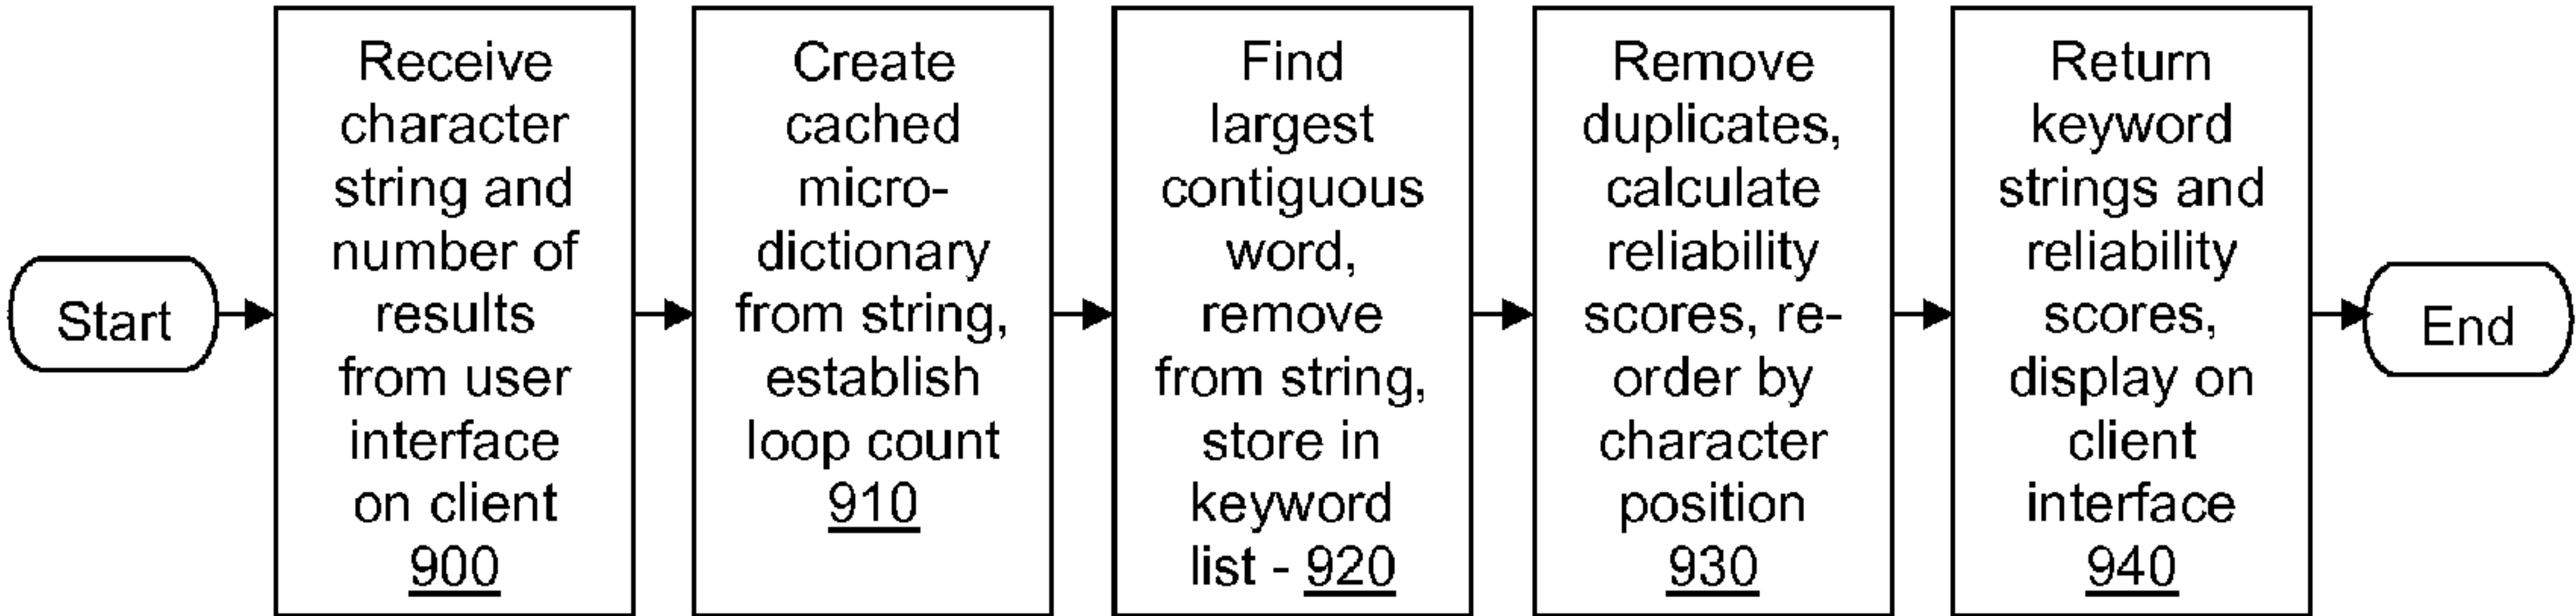 Start
Receive
character
string and
number of
results
from user
interface
on client
900
Create
cached
micro-
dictionary
from string,
establish
loop count
910
Find
largest
contiguous
word,
remove
from string,
store in
keyword
list - 920
Remove
duplicates,
calculate
reliability
scores, re-
order by
character
position
930
Return
keyword
strings and
reliability
scores,
display on
client
interface
940
End